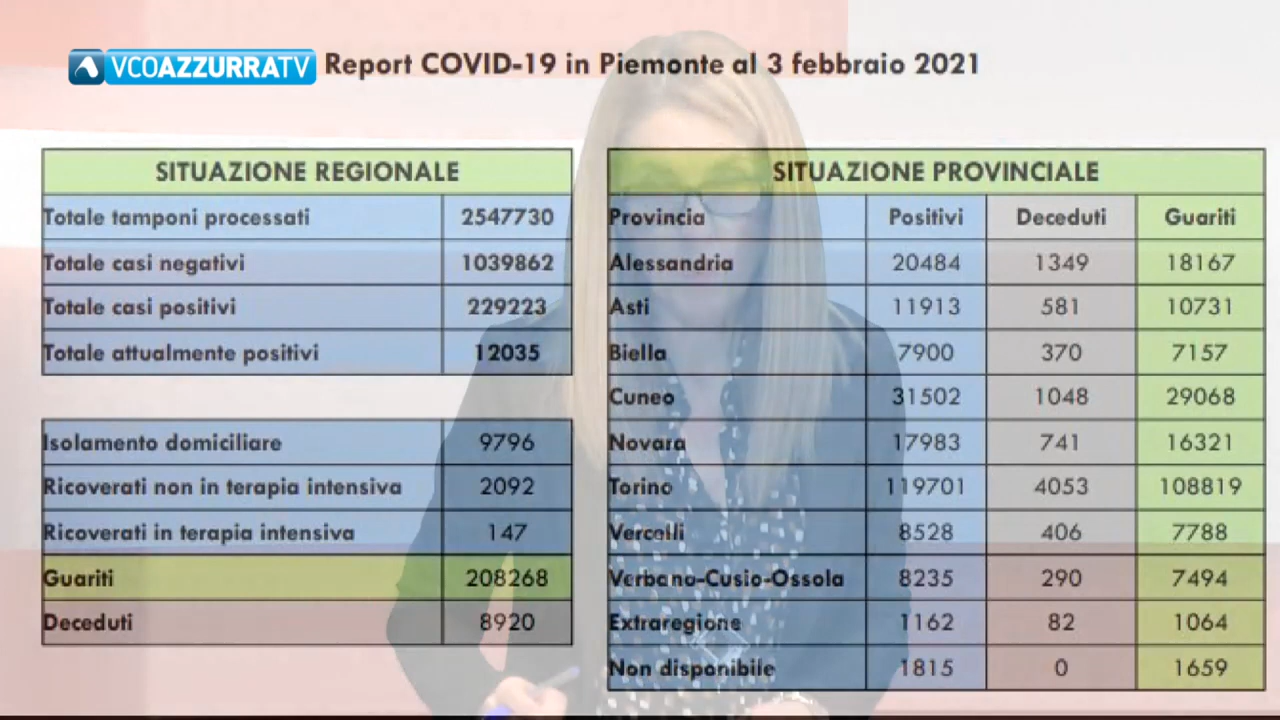 VCOAZZURRATV Report COVID-19 in Piemonte al 3 febbraio 2021
SITUAZIONE REGIONALE
Totale tamponi processati 2547730
Totale casi negativi 1039862
Totale casi positivi 229223
Totale attualmente positivi 12035
Isolamento domiciliare 9796
Ricoverati non in terapia intensiva 2092
Ricoverati in terapia intensiva 147
Guariti 208268
Deceduti 8920
SITUAZIONE PROVINCIALE
Provincia Positivi Deceduti Guariti
Alessandria 20484 1349 18167
Asti 11913 581 10731
Biella 7900 370 7157
Cuneo 31502 1048 29068
Novara 17983 741 16321
Torino 119701 4053 108819
Vercelli 8528 406 7788
Verbano-Cusio-Ossola 8235 290 7494
Extraregione 1162 82 1064
Non disponibile 1815 0 1659